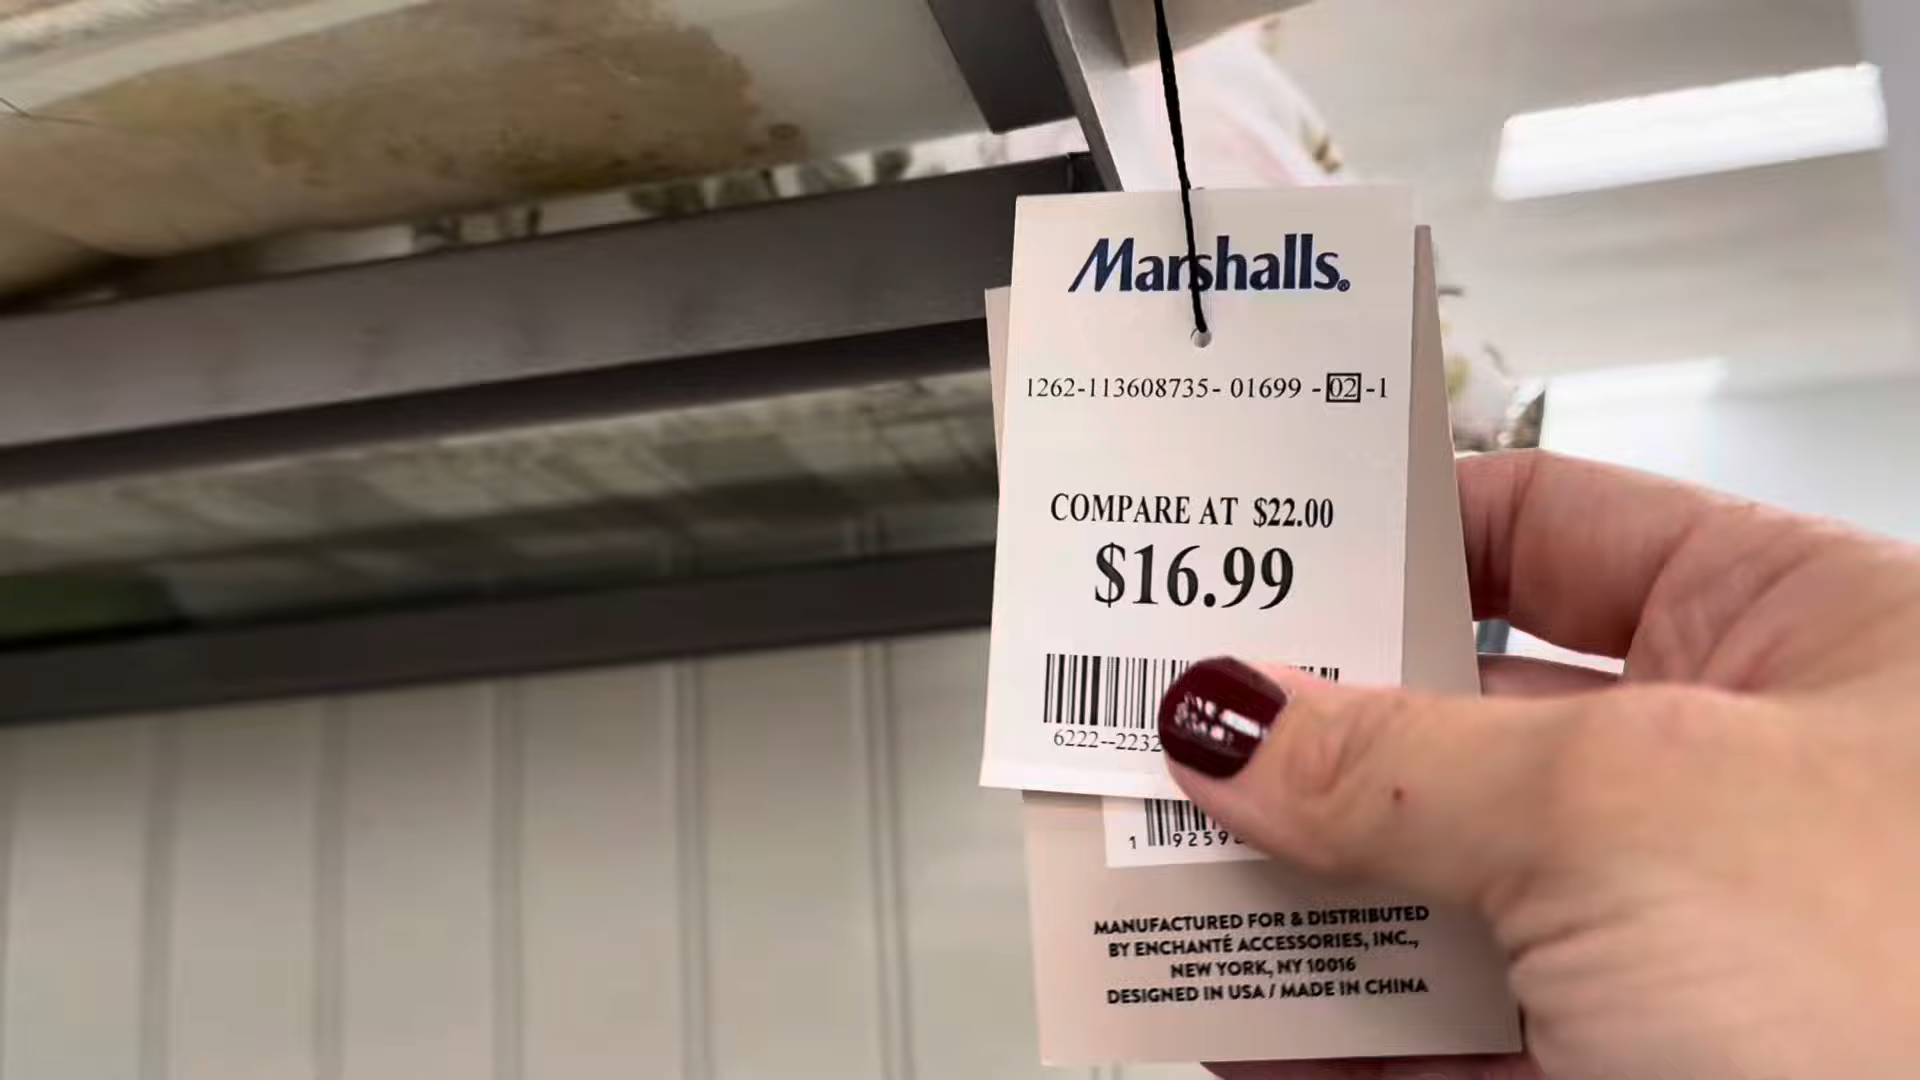 Marshalls®
1262-113608735- 01699 -02-1
COMPARE AT $22.00
$16.99
6222--2232
1 9259
MANUFACTURED FOR & DISTRIBUTED
BY ENCHANTÉ ACCESSORIES, INC.,
NEW YORK, NY 10016
DESIGNED IN USA / MADE IN CHINA